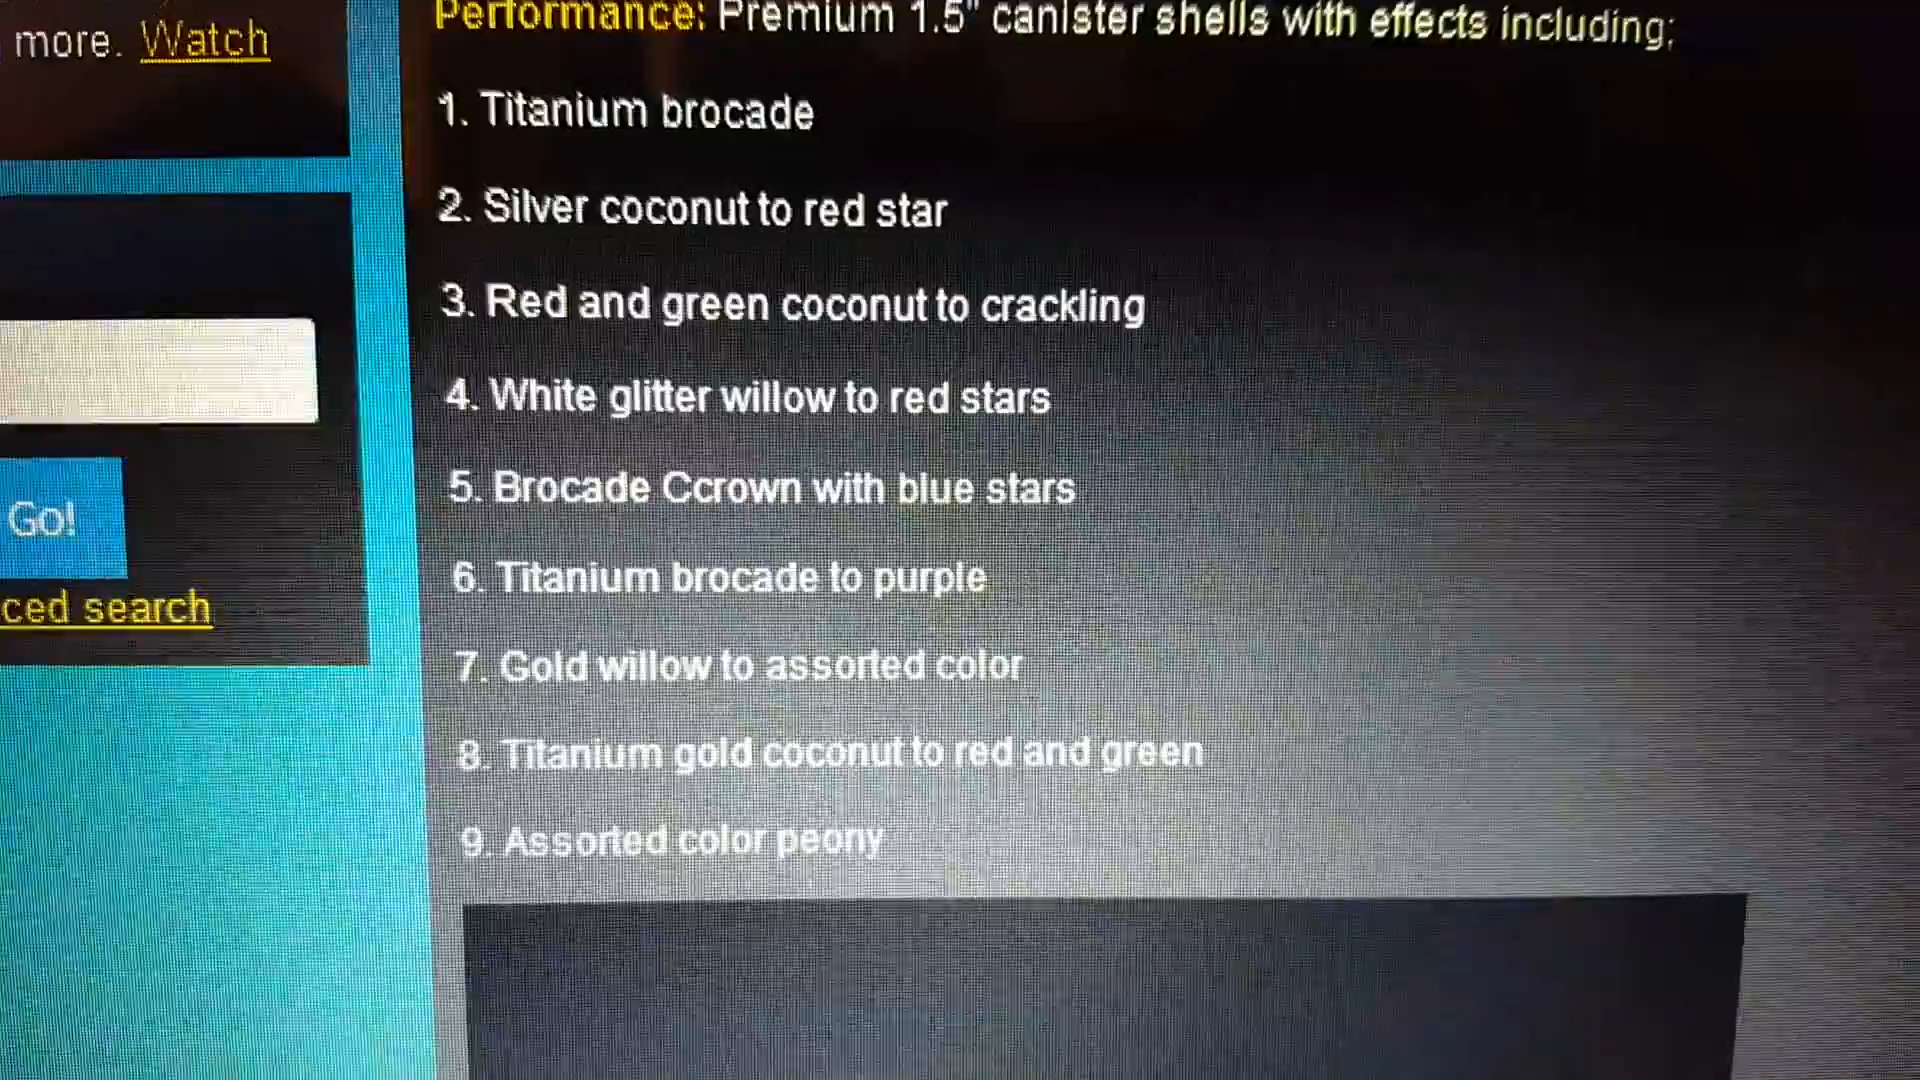 more. Watch
Go!
ced search
Performance: Premium 1.5" canister shells with effects including;
1. Titanium brocade
2. Silver coconut to red star
3. Red and green coconut to crackling
4. White glitter willow to red stars
5. Brocade Ccrown with blue stars
6. Titanium brocade to purple
7. Gold willow to assorted color
8. Titanium gold coconut to red and green
9. Assorted color peony